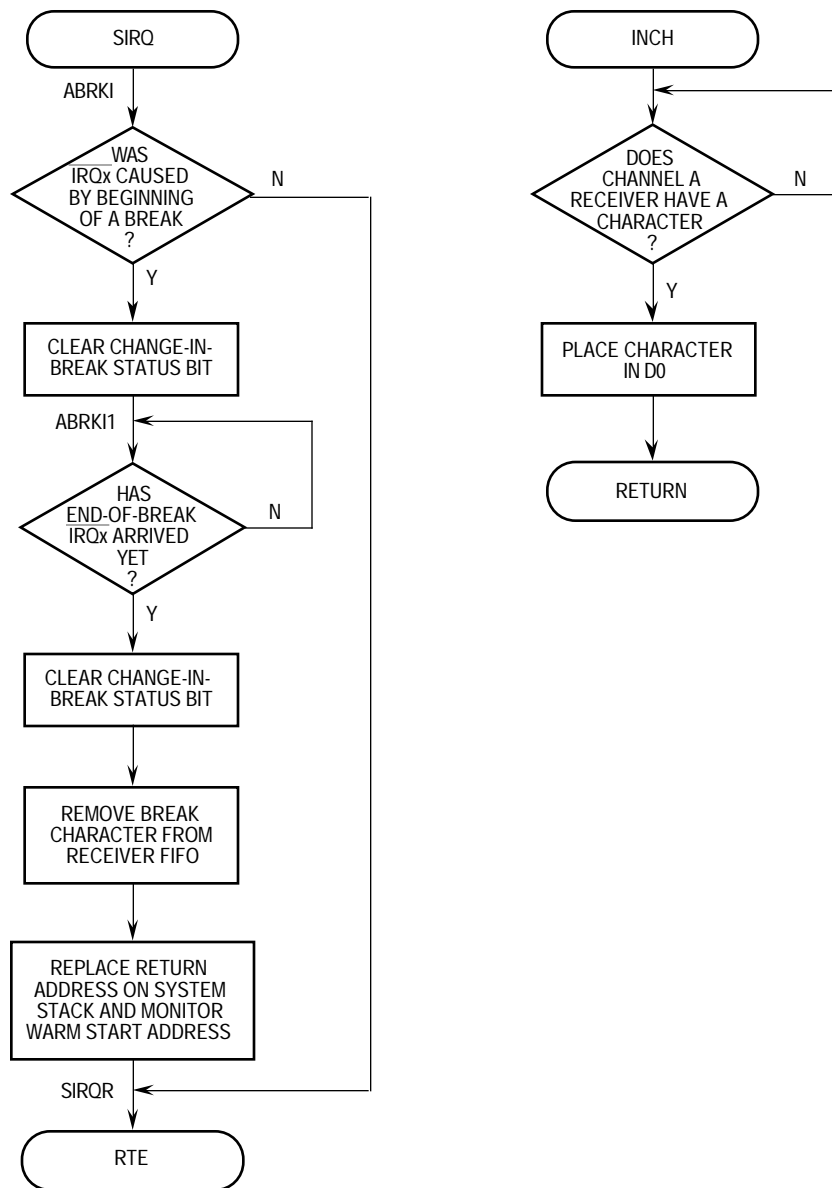 SIRQ
ABRKI
WAS
IRQx CAUSED
BY BEGINNING
OF A BREAK
?
N
Y
CLEAR CHANGE-IN-
BREAK STATUS BIT
ABRKI1
HAS
END-OF-BREAK
IRQx ARRIVED
YET
?
N
Y
CLEAR CHANGE-IN-
BREAK STATUS BIT
REMOVE BREAK
CHARACTER FROM
RECEIVER FIFO
REPLACE RETURN
ADDRESS ON SYSTEM
STACK AND MONITOR
WARM START ADDRESS
SIRQR
RTE
INCH
DOES
CHANNEL A
RECEIVER HAVE A
CHARACTER
?
N
Y
PLACE CHARACTER
IN D0
RETURN